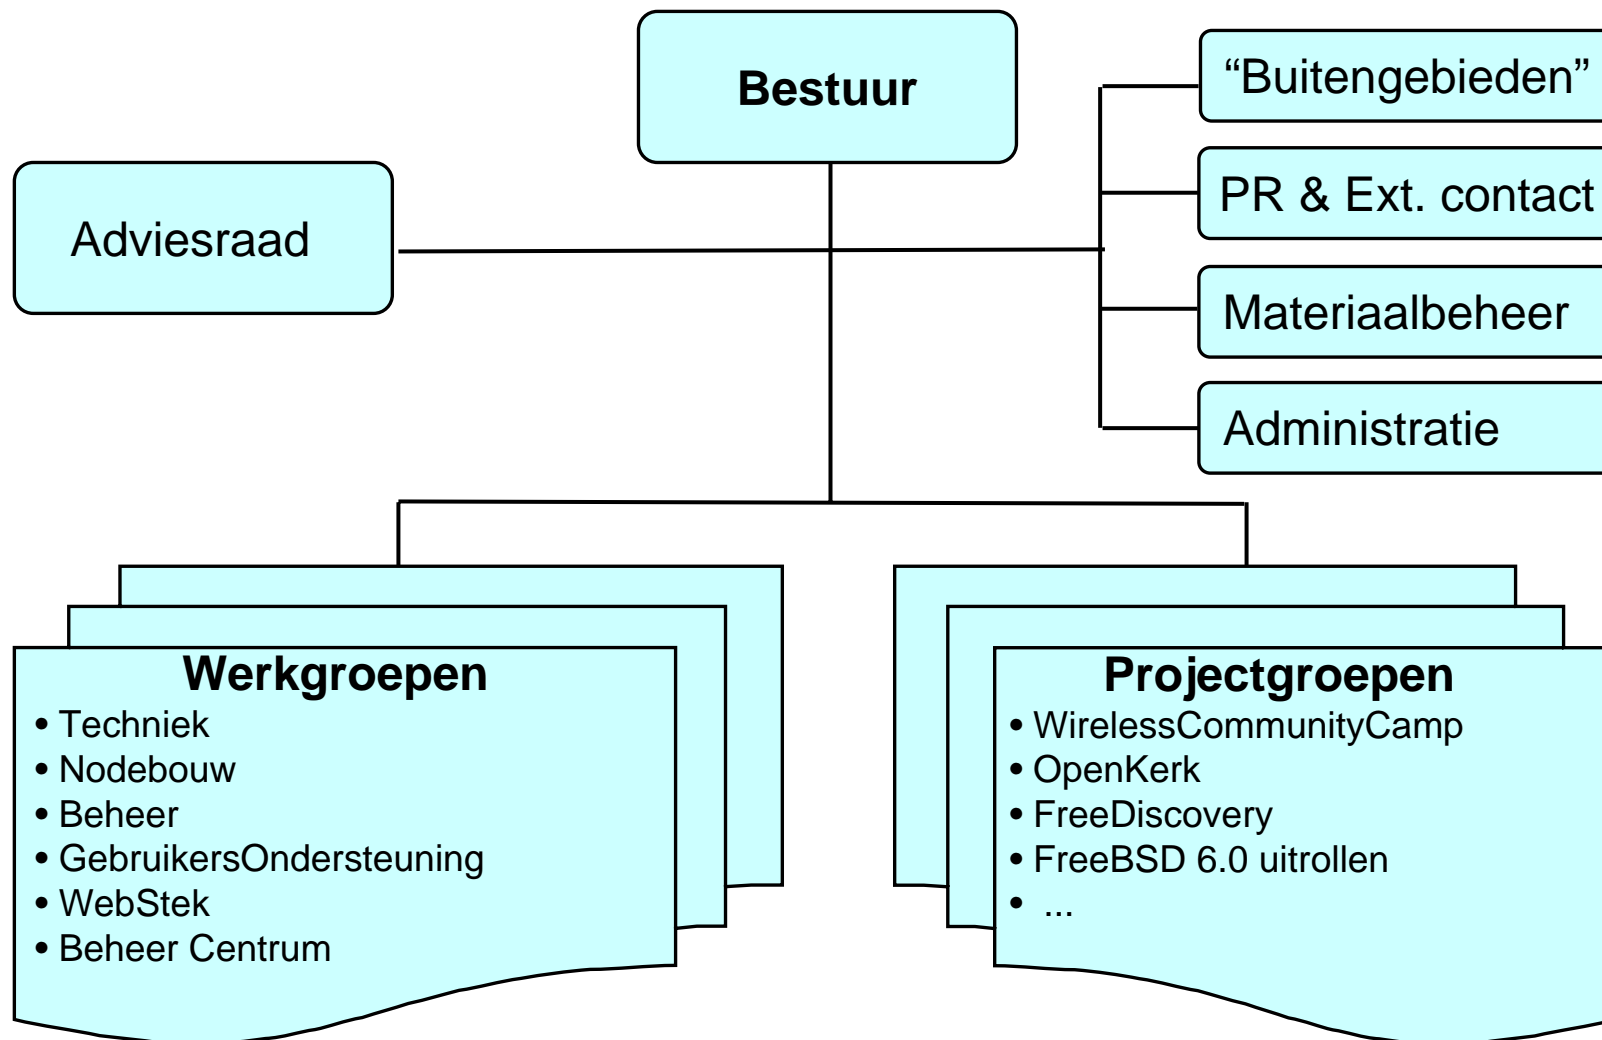 Bestuur
Adviesraad
“Buitengebieden”
PR & Ext. contact
Materiaalbeheer
Administratie
Werkgroepen
• Techniek
• Nodebouw
• Beheer
• GebruikersOndersteuning
• WebStek
• Beheer Centrum
Projectgroepen
• WirelessCommunityCamp
• OpenKerk
• FreeDiscovery
• FreeBSD 6.0 uitrollen
• ...